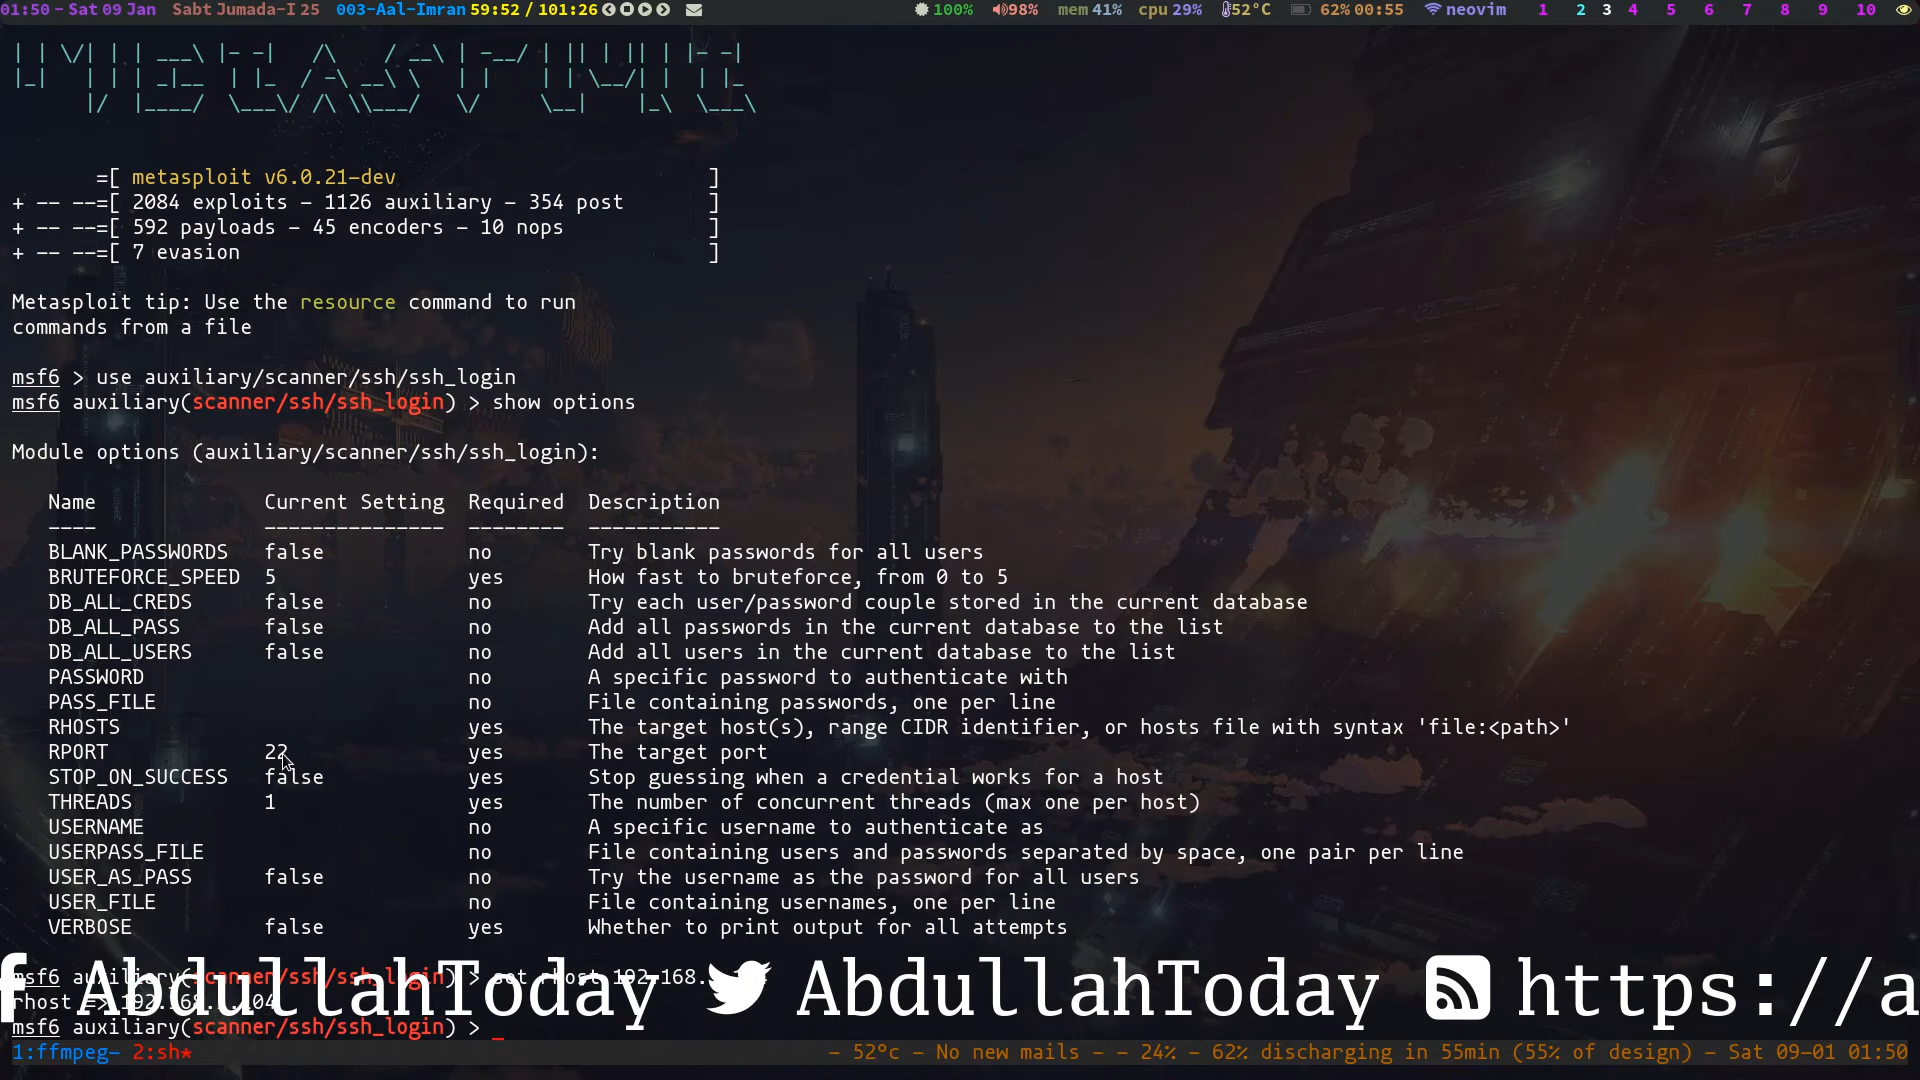 01:50 - Sat 09 Jan Sabt Jumada-I 25 003-Aal-Imran 59:52 / 101:26 100% 98% mem 41% cpu 29% 52°C 62% 00:55 neovim 1 2 3 4 5 6 7 8 9 10
=[ metasploit v6.0.21-dev ]
+ -- --=[ 2084 exploits - 1126 auxiliary - 354 post ]
+ -- --=[ 592 payloads - 45 encoders - 10 nops ]
+ -- --=[ 7 evasion ]
Metasploit tip: Use the resource command to run
commands from a file
msf6 > use auxiliary/scanner/ssh/ssh_login
msf6 auxiliary(scanner/ssh/ssh_login) > show options
Module options (auxiliary/scanner/ssh/ssh_login):
Name Current Setting Required Description
---- --------------- -------- -----------
BLANK_PASSWORDS false no Try blank passwords for all users
BRUTEFORCE_SPEED 5 yes How fast to bruteforce, from 0 to 5
DB_ALL_CREDS false no Try each user/password couple stored in the current database
DB_ALL_PASS false no Add all passwords in the current database to the list
DB_ALL_USERS false no Add all users in the current database to the list
PASSWORD no A specific password to authenticate with
PASS_FILE no File containing passwords, one per line
RHOSTS yes The target host(s), range CIDR identifier, or hosts file with syntax 'file:<path>'
RPORT 22 yes The target port
STOP_ON_SUCCESS false yes Stop guessing when a credential works for a host
THREADS 1 yes The number of concurrent threads (max one per host)
USERNAME no A specific username to authenticate as
USERPASS_FILE no File containing users and passwords separated by space, one pair per line
USER_AS_PASS false no Try the username as the password for all users
USER_FILE no File containing usernames, one per line
VERBOSE false yes Whether to print output for all attempts
msf6 auxiliary(scanner/ssh/ssh_login) > set rhost 192.168.
AbdullahToday AbdullahToday https://a
rhost =>
msf6 auxiliary(scanner/ssh/ssh_login) > _
1:ffmpeg- 2:sh* - 52°c - No new mails - - 24% - 62% discharging in 55min (55% of design) - Sat 09-01 01:50